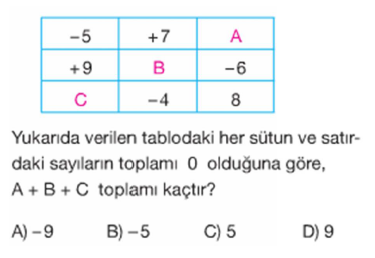 −5 +7 A
+9 B −6
C −4 8
Yukarıda verilen tablodaki her sütun ve satır-
daki sayıların toplamı 0 olduğuna göre,
A + B + C toplamı kaçtır?
A) −9 B) −5 C) 5 D) 9